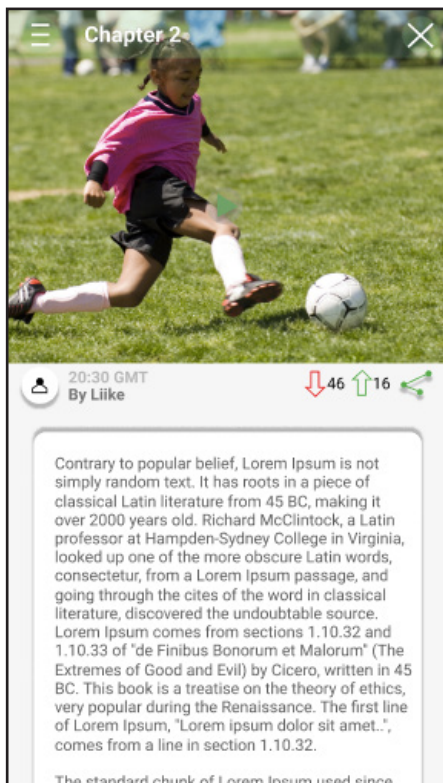 Chapter 2
20:30 GMT
46 16
By Liike
Contrary to popular belief, Lorem Ipsum is not
simply random text. It has roots in a piece of
classical Latin literature from 45 BC, making it
over 2000 years old. Richard McClintock, a Latin
professor at Hampden-Sydney College in Virginia,
looked up one of the more obscure Latin words,
consectetur, from a Lorem Ipsum passage, and
going through the cites of the word in classical
literature, discovered the undoubtable source.
Lorem Ipsum comes from sections 1.10.32 and
1.10.33 of "de Finibus Bonorum et Malorum" (The
Extremes of Good and Evil) by Cicero, written in 45
BC. This book is a treatise on the theory of ethics,
very popular during the Renaissance. The first line
of Lorem Ipsum, "Lorem ipsum dolor sit amet..",
comes from a line in section 1.10.32.
The standard chunk of Lorem Ipsum used since